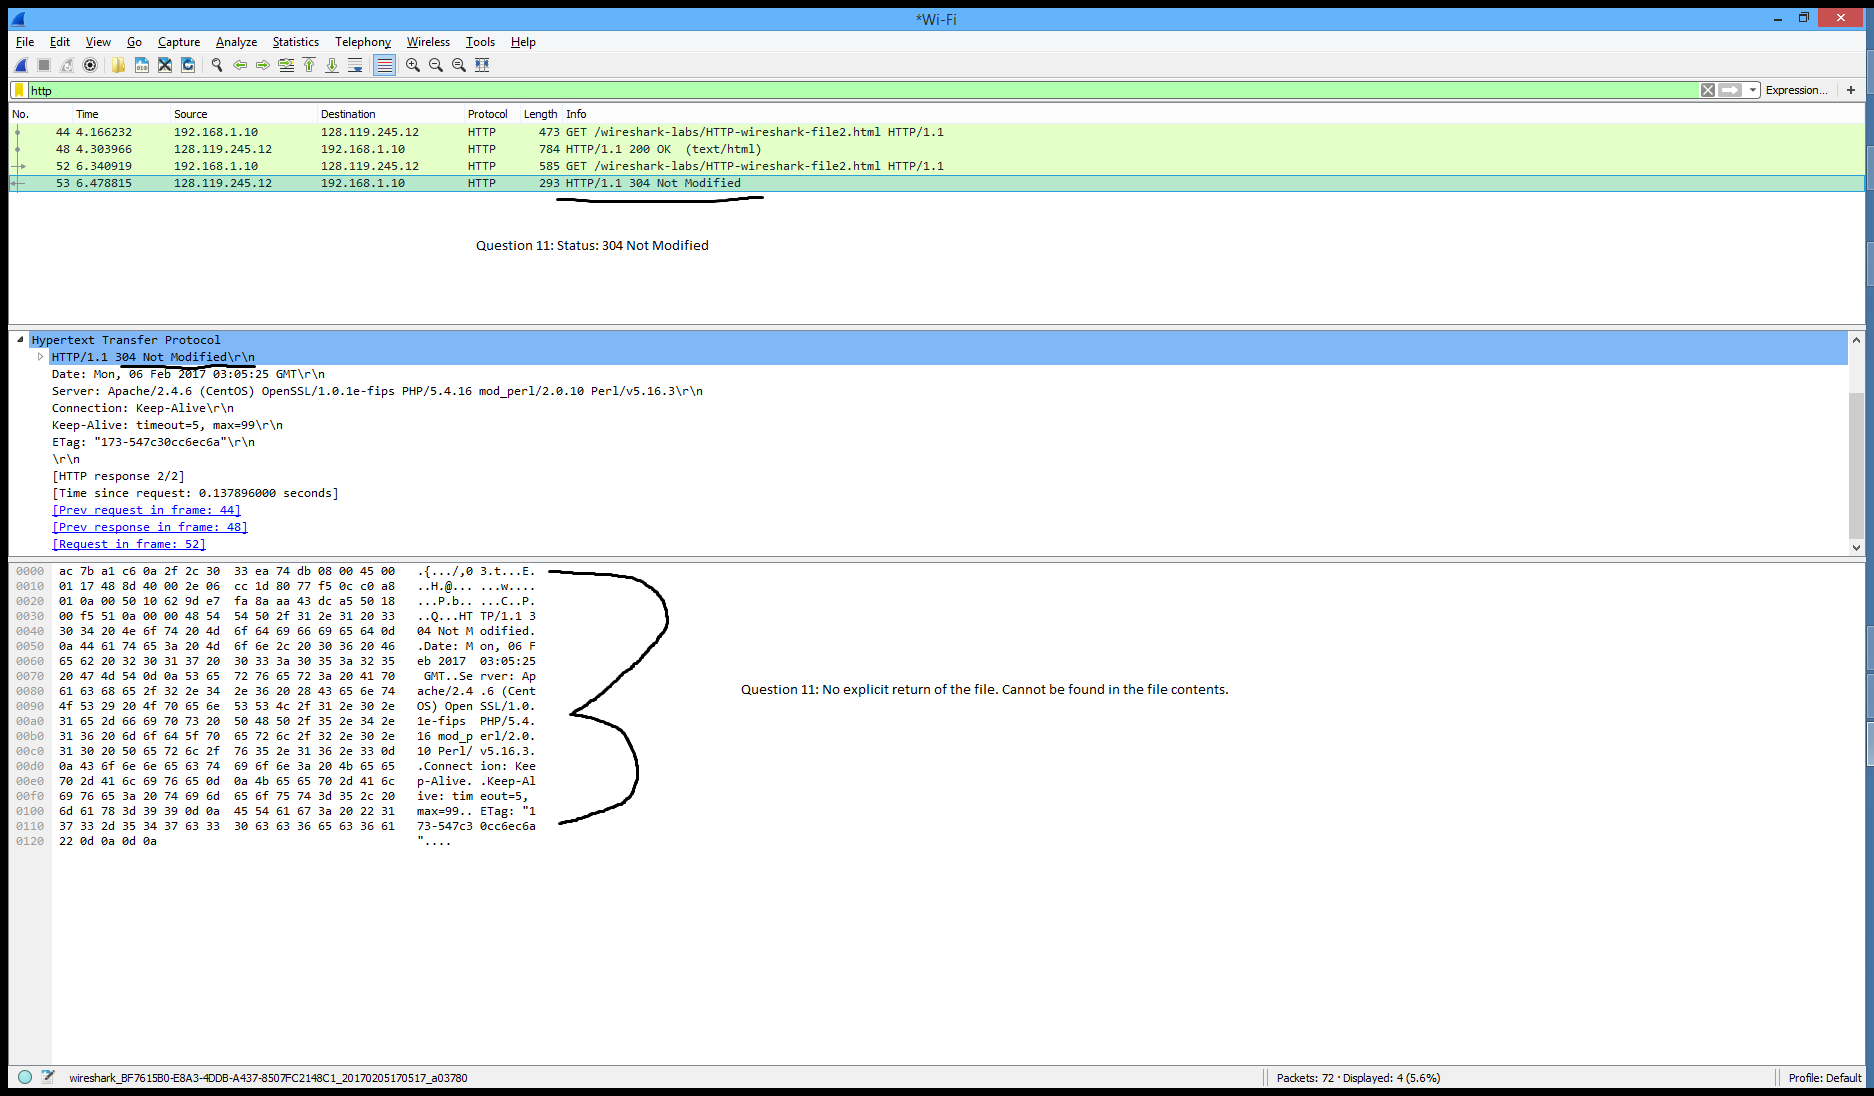 *Wi-Fi
File Edit View Go Capture Analyze Statistics Telephony Wireless Tools Help
http
Expression... +
No. Time Source Destination Protocol Length Info
44 4.166232 192.168.1.10 128.119.245.12 HTTP 473 GET /wireshark-labs/HTTP-wireshark-file2.html HTTP/1.1
48 4.303966 128.119.245.12 192.168.1.10 HTTP 784 HTTP/1.1 200 OK (text/html)
52 6.340919 192.168.1.10 128.119.245.12 HTTP 585 GET /wireshark-labs/HTTP-wireshark-file2.html HTTP/1.1
53 6.478815 128.119.245.12 192.168.1.10 HTTP 293 HTTP/1.1 304 Not Modified
Question 11: Status: 304 Not Modified
Hypertext Transfer Protocol
HTTP/1.1 304 Not Modified\r\n
Date: Mon, 06 Feb 2017 03:05:25 GMT\r\n
Server: Apache/2.4.6 (CentOS) OpenSSL/1.0.1e-fips PHP/5.4.16 mod_perl/2.0.10 Perl/v5.16.3\r\n
Connection: Keep-Alive\r\n
Keep-Alive: timeout=5, max=99\r\n
ETag: "173-547c30cc6ec6a"\r\n
\r\n
[HTTP response 2/2]
[Time since request: 0.137896000 seconds]
[Prev request in frame: 44]
[Prev response in frame: 48]
[Request in frame: 52]
0000 ac 7b a1 c6 0a 2f 2c 30 33 ea 74 db 08 00 45 00 .{.../,0 3.t...E.
0010 01 17 48 8d 40 00 2e 06 cc 1d 80 77 f5 0c c0 a8 ..H.@... ...w....
0020 01 0a 00 50 10 62 9d e7 fa 8a aa 43 dc a5 50 18 ...P.b.. ...C..P.
0030 00 f5 51 0a 00 00 48 54 54 50 2f 31 2e 31 20 33 ..Q...HT TP/1.1 3
0040 30 34 20 4e 6f 74 20 4d 6f 64 69 66 69 65 64 0d 04 Not M odified.
0050 0a 44 61 74 65 3a 20 4d 6f 6e 2c 20 30 36 20 46 .Date: M on, 06 F
0060 65 62 20 32 30 31 37 20 30 33 3a 30 35 3a 32 35 eb 2017 03:05:25
0070 20 47 4d 54 0d 0a 53 65 72 76 65 72 3a 20 41 70 GMT..Se rver: Ap
0080 61 63 68 65 2f 32 2e 34 2e 36 20 28 43 65 6e 74 ache/2.4 .6 (Cent
0090 4f 53 29 20 4f 70 65 6e 53 53 4c 2f 31 2e 30 2e OS) Open SSL/1.0.
00a0 31 65 2d 66 69 70 73 20 50 48 50 2f 35 2e 34 2e 1e-fips PHP/5.4.
00b0 31 36 20 6d 6f 64 5f 70 65 72 6c 2f 32 2e 30 2e 16 mod_p erl/2.0.
00c0 31 30 20 50 65 72 6c 2f 76 35 2e 31 36 2e 33 0d 10 Perl/ v5.16.3.
00d0 0a 43 6f 6e 6e 65 63 74 69 6f 6e 3a 20 4b 65 65 .Connect ion: Kee
00e0 70 2d 41 6c 69 76 65 0d 0a 4b 65 65 70 2d 41 6c p-Alive. .Keep-Al
00f0 69 76 65 3a 20 74 69 6d 65 6f 75 74 3d 35 2c 20 ive: tim eout=5,
0100 6d 61 78 3d 39 39 0d 0a 45 54 61 67 3a 20 22 31 max=99.. ETag: "1
0110 37 33 2d 35 34 37 63 33 30 63 63 36 65 63 36 61 73-547c3 0cc6ec6a
0120 22 0d 0a 0d 0a "....
Question 11: No explicit return of the file. Cannot be found in the file contents.
wireshark_BF7615B0-E8A3-4DDB-A437-8507FC2148C1_20170205170517_a03780 Packets: 72 · Displayed: 4 (5.6%) Profile: Default